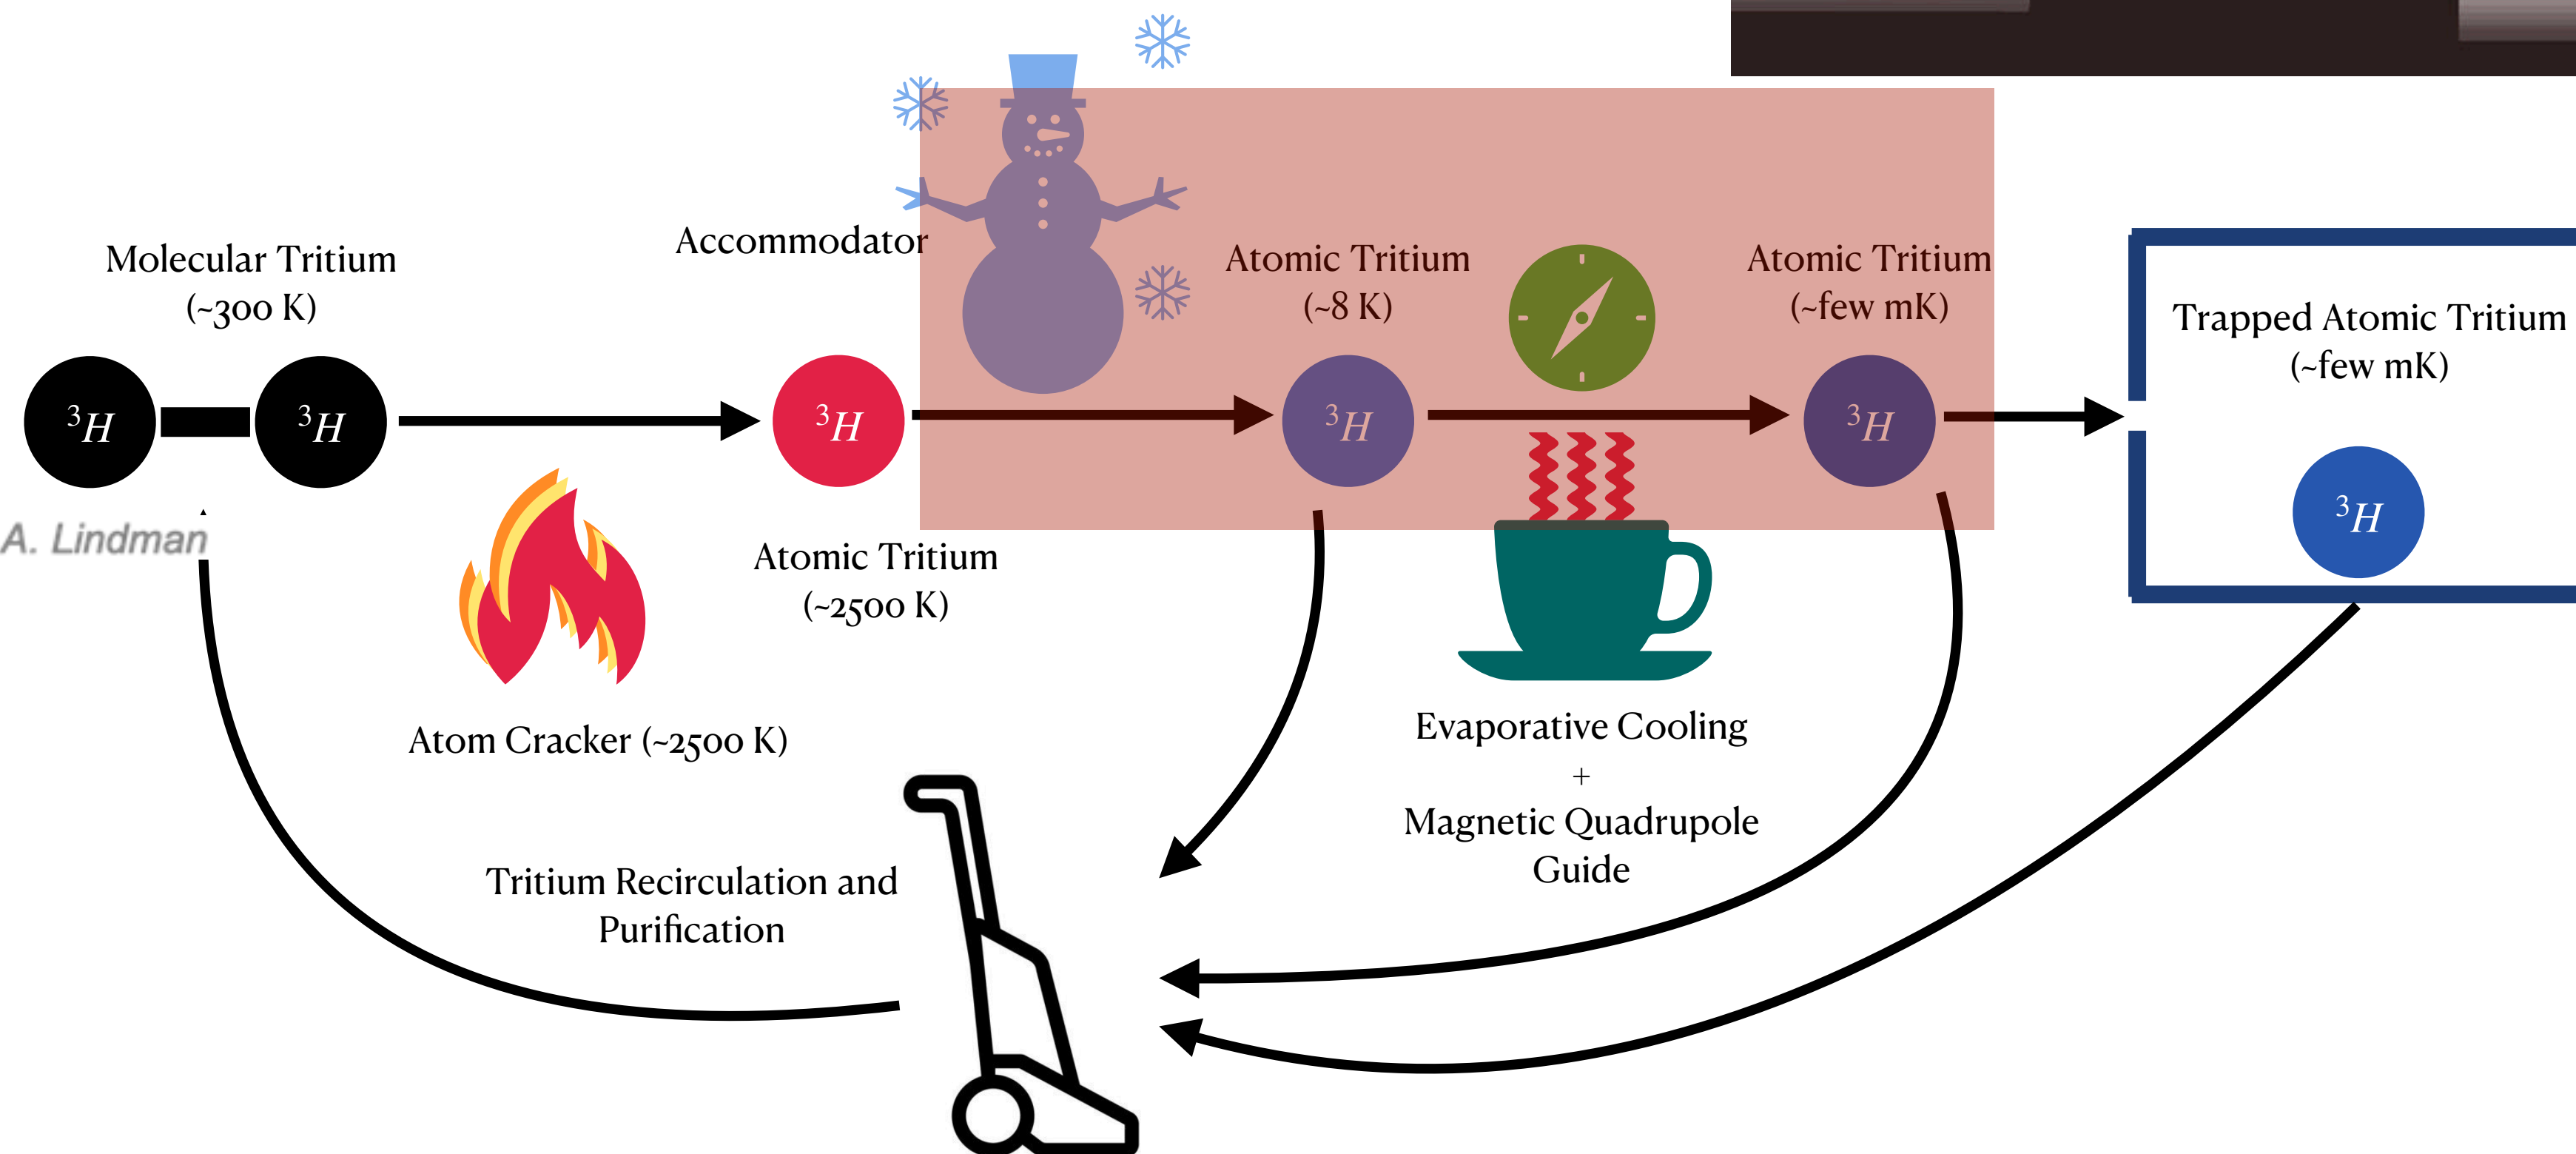 Molecular Tritium
(~300 K)
³H
³H
A. Lindman
Atom Cracker (~2500 K)
Accommodator
³H
Atomic Tritium
(~2500 K)
Atomic Tritium
(~8 K)
³H
Evaporative Cooling
+
Magnetic Quadrupole
Guide
Atomic Tritium
(~few mK)
³H
Trapped Atomic Tritium
(~few mK)
³H
Tritium Recirculation and
Purification